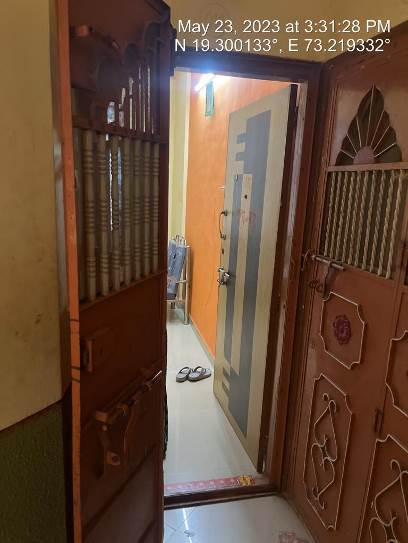 May 23, 2023 at 3:31:28 PM
N 19.300133°, E 73.219332°